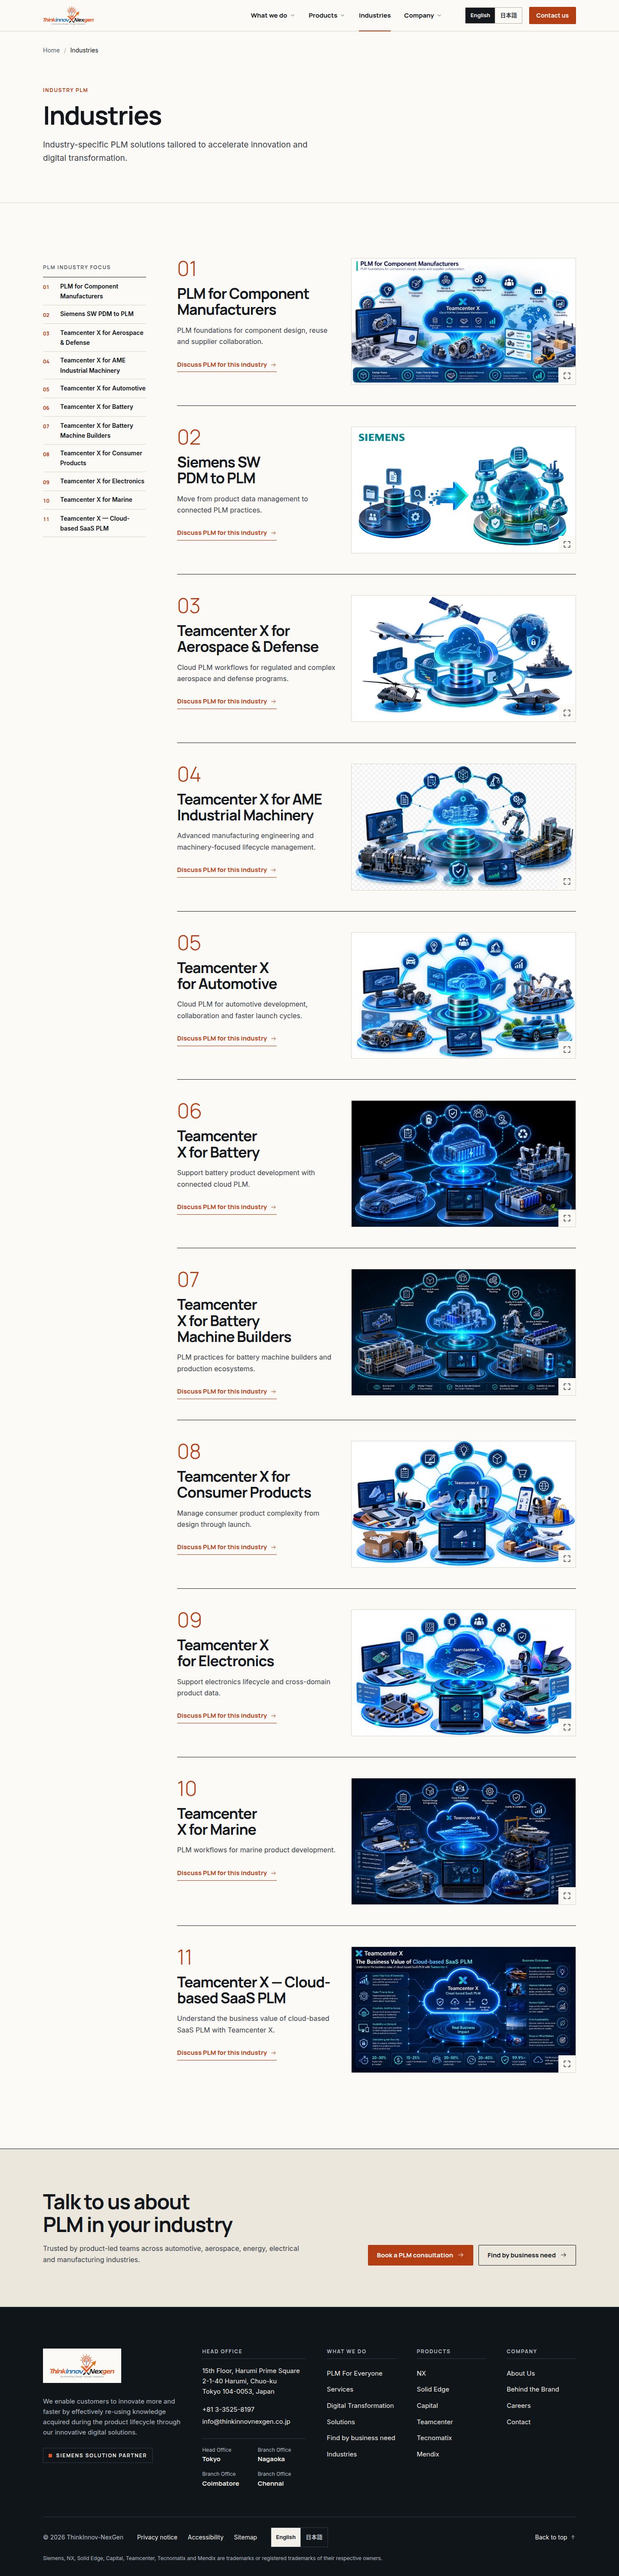 ThinkInnovNexgen
What we do
Products
Industries
Company
English
日本語
Contact us
Home / Industries
INDUSTRY PLM
Industries
Industry-specific PLM solutions tailored to accelerate innovation and
digital transformation.
PLM INDUSTRY FOCUS
01 PLM for Component
Manufacturers
02 Siemens SW PDM to PLM
03 Teamcenter X for Aerospace
& Defense
04 Teamcenter X for AME
Industrial Machinery
05 Teamcenter X for Automotive
06 Teamcenter X for Battery
07 Teamcenter X for Battery
Machine Builders
08 Teamcenter X for Consumer
Products
09 Teamcenter X for Electronics
10 Teamcenter X for Marine
11 Teamcenter X — Cloud-
based SaaS PLM
01
PLM for Component
Manufacturers
PLM foundations for component design, reuse
and supplier collaboration.
Discuss PLM for this industry →
PLM for Component Manufacturers
Teamcenter X
02
Siemens SW
PDM to PLM
Move from product data management to
connected PLM practices.
Discuss PLM for this industry →
SIEMENS
03
Teamcenter X for
Aerospace & Defense
Cloud PLM workflows for regulated and complex
aerospace and defense programs.
Discuss PLM for this industry →
04
Teamcenter X for AME
Industrial Machinery
Advanced manufacturing engineering and
machinery-focused lifecycle management.
Discuss PLM for this industry →
05
Teamcenter X
for Automotive
Cloud PLM for automotive development,
collaboration and faster launch cycles.
Discuss PLM for this industry →
06
Teamcenter
X for Battery
Support battery product development with
connected cloud PLM.
Discuss PLM for this industry →
07
Teamcenter
X for Battery
Machine Builders
PLM practices for battery machine builders and
production ecosystems.
Discuss PLM for this industry →
08
Teamcenter X for
Consumer Products
Manage consumer product complexity from
design through launch.
Discuss PLM for this industry →
Teamcenter X
09
Teamcenter X
for Electronics
Support electronics lifecycle and cross-domain
product data.
Discuss PLM for this industry →
Teamcenter X
10
Teamcenter
X for Marine
PLM workflows for marine product development.
Discuss PLM for this industry →
Teamcenter X
11
Teamcenter X — Cloud-
based SaaS PLM
Understand the business value of cloud-based
SaaS PLM with Teamcenter X.
Discuss PLM for this industry →
Teamcenter X
The Business Value of Cloud-based SaaS PLM
Teamcenter X
Cloud-based SaaS PLM
Real Business
Impact
Talk to us about
PLM in your industry
Trusted by product-led teams across automotive, aerospace, energy, electrical
and manufacturing industries.
Book a PLM consultation →
Find by business need →
ThinkInnovNexgen
We enable customers to innovate more and
faster by effectively re-using knowledge
acquired during the product lifecycle through
our innovative digital solutions.
SIEMENS SOLUTION PARTNER
HEAD OFFICE
15th Floor, Harumi Prime Square
2-1-40 Harumi, Chuo-ku
Tokyo 104-0053, Japan
+81 3-3525-8197
info@thinkinnovnexgen.co.jp
Head Office
Tokyo
Branch Office
Nagaoka
Branch Office
Coimbatore
Branch Office
Chennai
WHAT WE DO
PLM For Everyone
Services
Digital Transformation
Solutions
Find by business need
Industries
PRODUCTS
NX
Solid Edge
Capital
Teamcenter
Tecnomatix
Mendix
COMPANY
About Us
Behind the Brand
Careers
Contact
© 2026 ThinkInnov-NexGen
Privacy notice
Accessibility
Sitemap
English
日本語
Back to top ↑
Siemens, NX, Solid Edge, Capital, Teamcenter, Tecnomatix and Mendix are trademarks or registered trademarks of their respective owners.